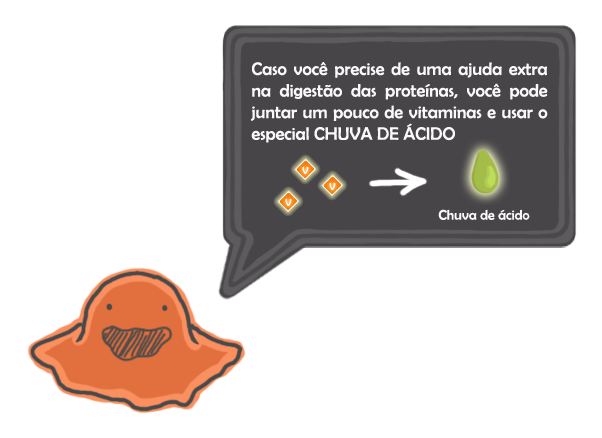 Caso você precise de uma ajuda extra
na digestão das proteínas, você pode
juntar um pouco de vitaminas e usar o
especial CHUVA DE ÁCIDO
V
V
V
Chuva de ácido